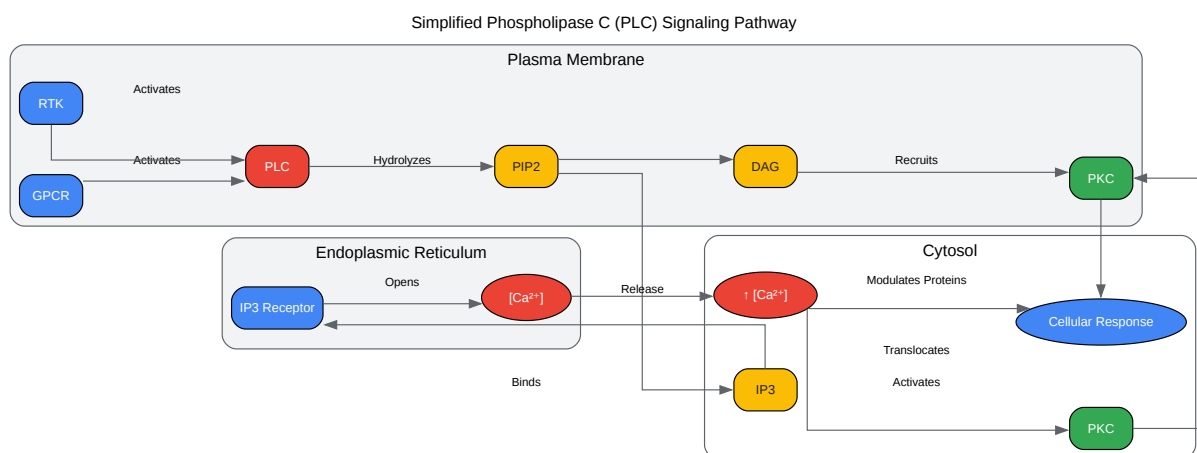 Simplified Phospholipase C (PLC) Signaling Pathway
Plasma Membrane
Activates
RTK
Activates
PLC
Hydrolyzes
PIP2
DAG
Recruits
PKC
GPCR
Endoplasmic Reticulum
Opens
IP3 Receptor
[Ca²⁺]
Release
Cytosol
↑ [Ca²⁺]
Modulates Proteins
Cellular Response
Translocates
Binds
IP3
Activates
PKC